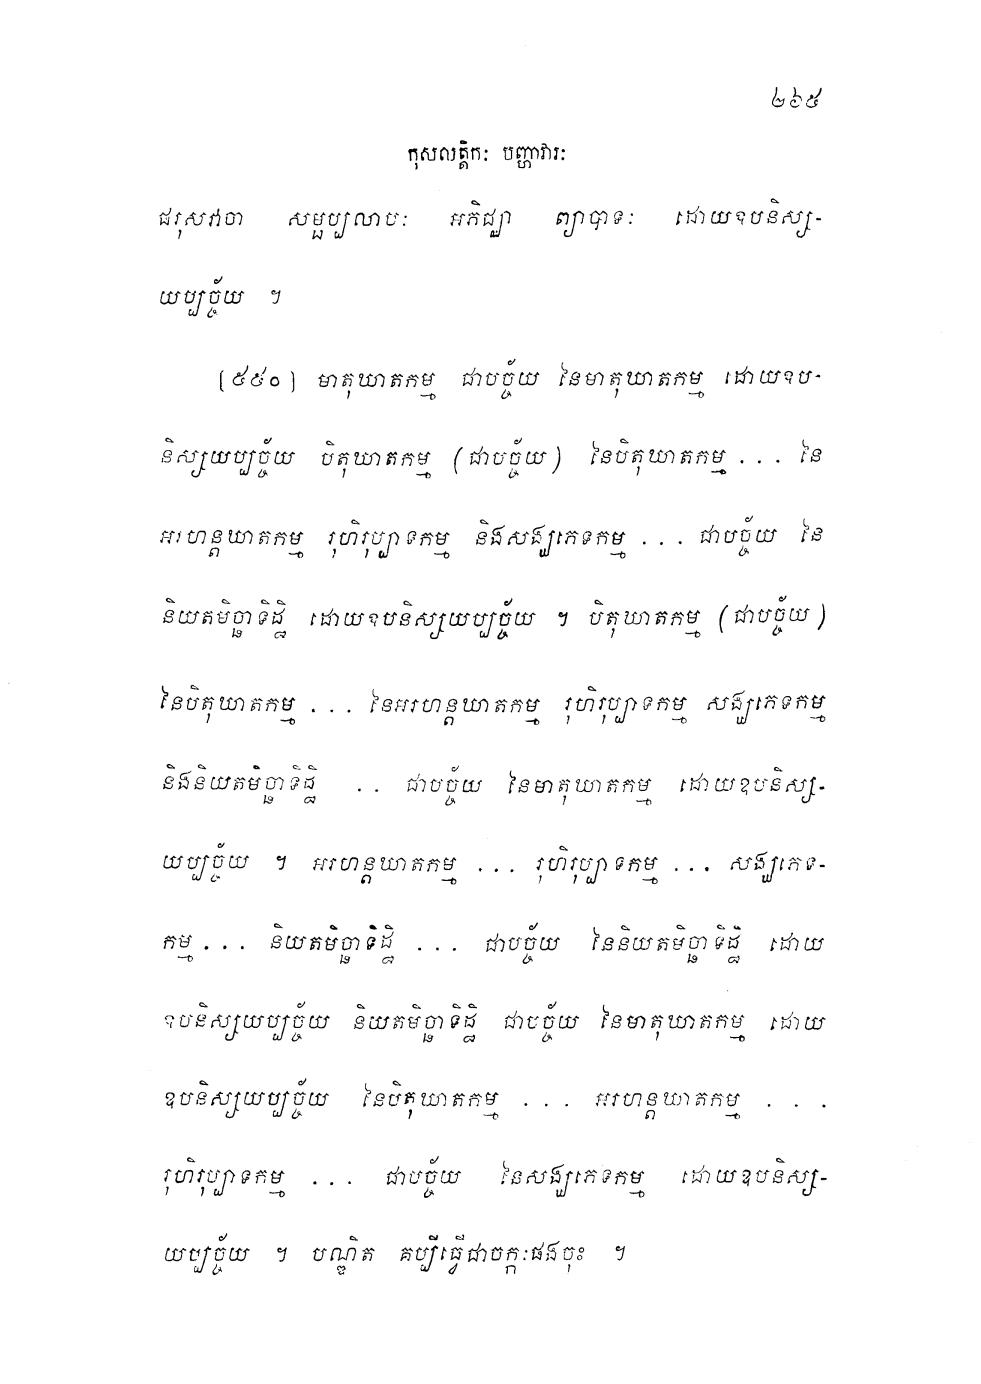 ២៦៥
កុសលត្តិកៈ បញ្ហាវារៈ
ផរុសវាចា សម្ផប្បលាបៈ អភិជ្ឈា ព្យាបាទៈ ដោយឧបនិស្ស-
យប្បច្ច័យ ។
[៥៩០] មាតុឃាតកម្ម ជាបច្ច័យ នៃមាតុឃាតកម្ម ដោយឧប-
និស្សយប្បច្ច័យ បិតុឃាតកម្ម (ជាបច្ច័យ) នៃបិតុឃាតកម្ម ... នៃ
អរហន្តឃាតកម្ម រុហិរុប្បាទកម្ម និងសង្ឃភេទកម្ម ... ជាបច្ច័យ នៃ
និយតមិច្ឆាទិដ្ឋិ ដោយឧបនិស្សយប្បច្ច័យ ។ បិតុឃាតកម្ម (ជាបច្ច័យ)
នៃបិតុឃាតកម្ម ... នៃអរហន្តឃាតកម្ម រុហិរុប្បាទកម្ម សង្ឃភេទកម្ម
និងនិយតមិច្ឆាទិដ្ឋិ .. ជាបច្ច័យ នៃមាតុឃាតកម្ម ដោយឧបនិស្ស-
យប្បច្ច័យ ។ អរហន្តឃាតកម្ម ... រុហិរុប្បាទកម្ម ... សង្ឃភេទ-
កម្ម ... និយតមិច្ឆាទិដ្ឋិ ... ជាបច្ច័យ នៃនិយតមិច្ឆាទិដ្ឋិ ដោយ
ឧបនិស្សយប្បច្ច័យ និយតមិច្ឆាទិដ្ឋិ ជាបច្ច័យ នៃមាតុឃាតកម្ម ដោយ
ឧបនិស្សយប្បច្ច័យ នៃបិតុឃាតកម្ម ... អរហន្តឃាតកម្ម ...
រុហិរុប្បាទកម្ម ... ជាបច្ច័យ នៃសង្ឃភេទកម្ម ដោយឧបនិស្ស-
យប្បច្ច័យ ។ បណ្ឌិត គប្បីធ្វើជាចក្កៈផងចុះ ។